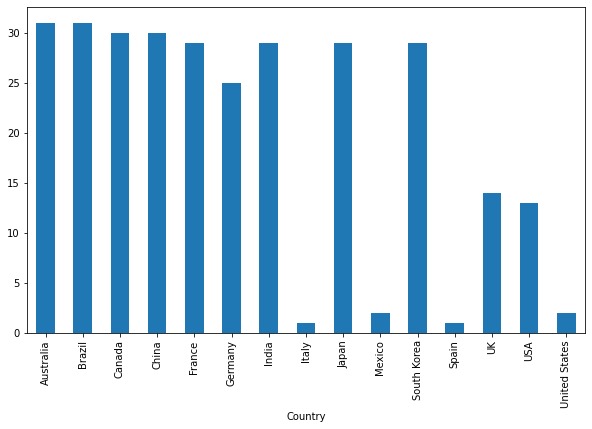 30
25
20
15
10
5
0
Australia
Brazil
Canada
China
France
Germany
India
Italy
Japan
Mexico
South Korea
Spain
UK
USA
United States
Country